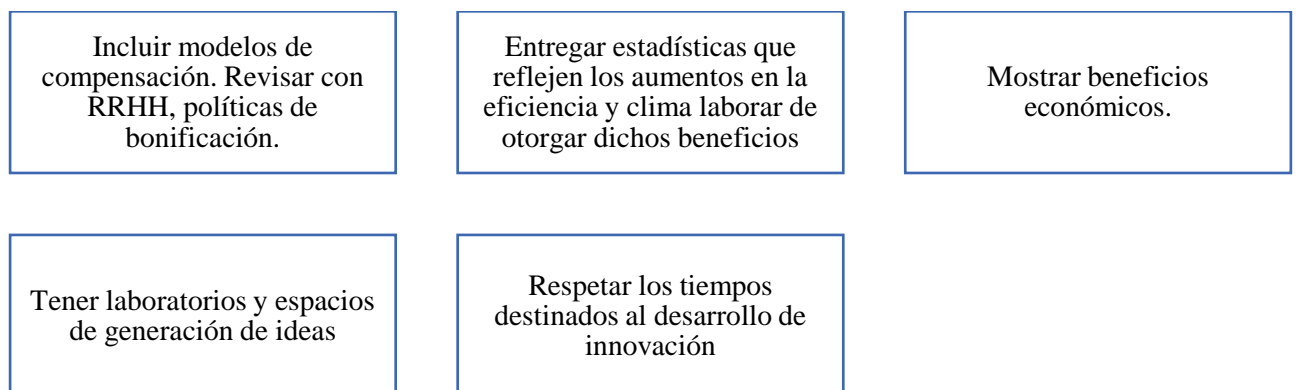 Incluir modelos de
compensación. Revisar con
RRHH, políticas de
bonificación.
Entregar estadísticas que
reflejen los aumentos en la
eficiencia y clima laborar de
otorgar dichos beneficios
Mostrar beneficios
económicos.
Tener laboratorios y espacios
de generación de ideas
Respetar los tiempos
destinados al desarrollo de
innovación